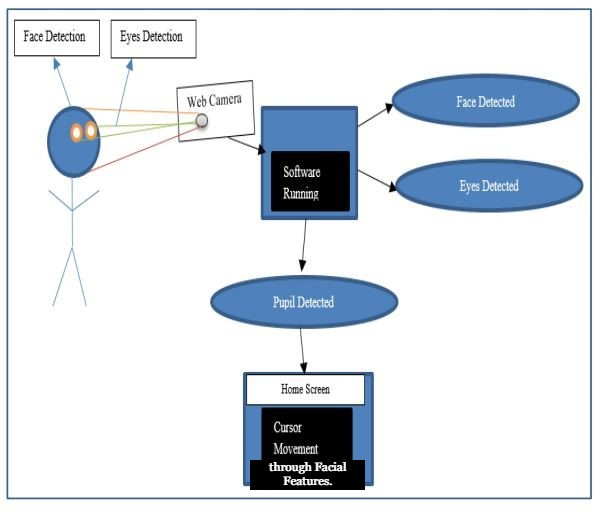 Face Detection
Eyes Detection
Web Camera
Face Detected
Software
Running
Eyes Detected
Pupil Detected
Home Screen
Cursor
Movement
through Facial
Features.